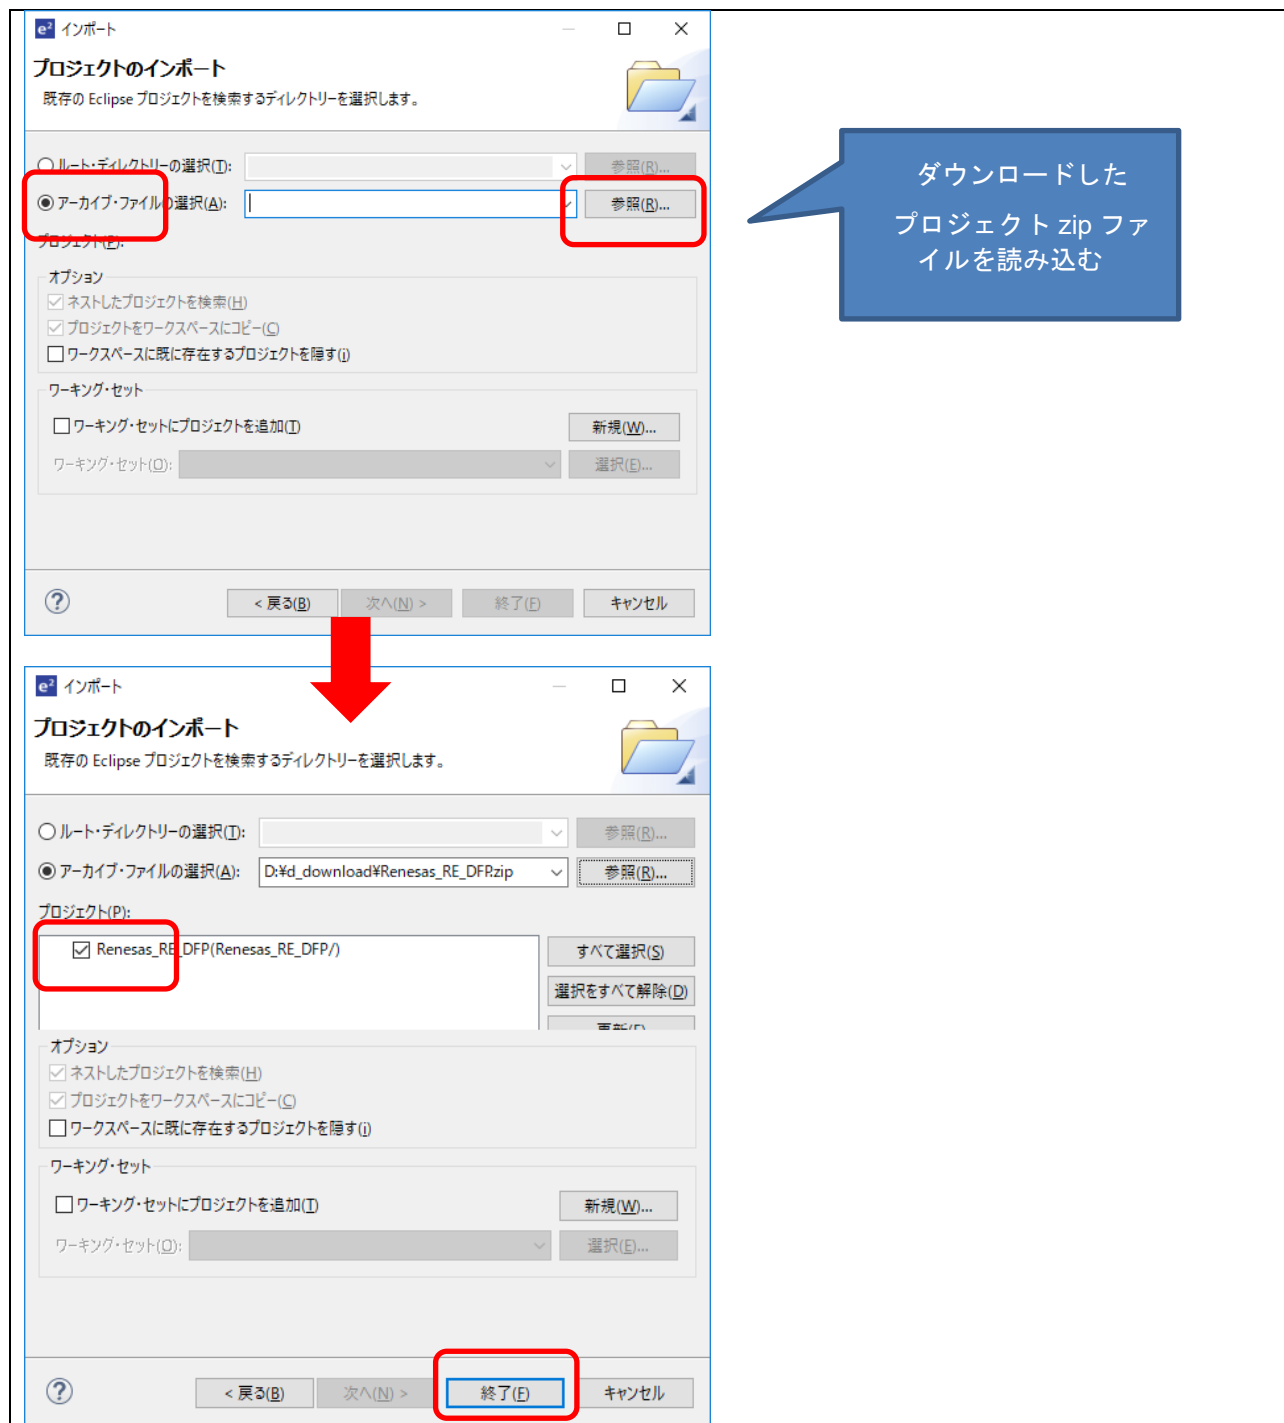 e² インポート
プロジェクトのインポート
既存の Eclipse プロジェクトを検索するディレクトリーを選択します。
ルート・ディレクトリーの選択(T):
参照(R)...
アーカイブ・ファイルの選択(A):
参照(R)...
プロジェクト(P):
オプション
ネストしたプロジェクトを検索(H)
プロジェクトをワークスペースにコピー(C)
ワークスペースに既に存在するプロジェクトを隠す(i)
ワーキング・セット
ワーキング・セットにプロジェクトを追加(T)
新規(W)...
ワーキング・セット(O):
選択(E)...
< 戻る(B)
次へ(N) >
終了(F)
キャンセル
ダウンロードした
プロジェクト zip ファ
イルを読み込む
e² インポート
プロジェクトのインポート
既存の Eclipse プロジェクトを検索するディレクトリーを選択します。
ルート・ディレクトリーの選択(T):
参照(R)...
アーカイブ・ファイルの選択(A):
D:¥d_download¥Renesas_RE_DFP.zip
参照(R)...
プロジェクト(P):
Renesas_RE_DFP(Renesas_RE_DFP/)
すべて選択(S)
選択をすべて解除(D)
更新(F)
オプション
ネストしたプロジェクトを検索(H)
プロジェクトをワークスペースにコピー(C)
ワークスペースに既に存在するプロジェクトを隠す(i)
ワーキング・セット
ワーキング・セットにプロジェクトを追加(T)
新規(W)...
ワーキング・セット(O):
選択(E)...
< 戻る(B)
次へ(N) >
終了(F)
キャンセル